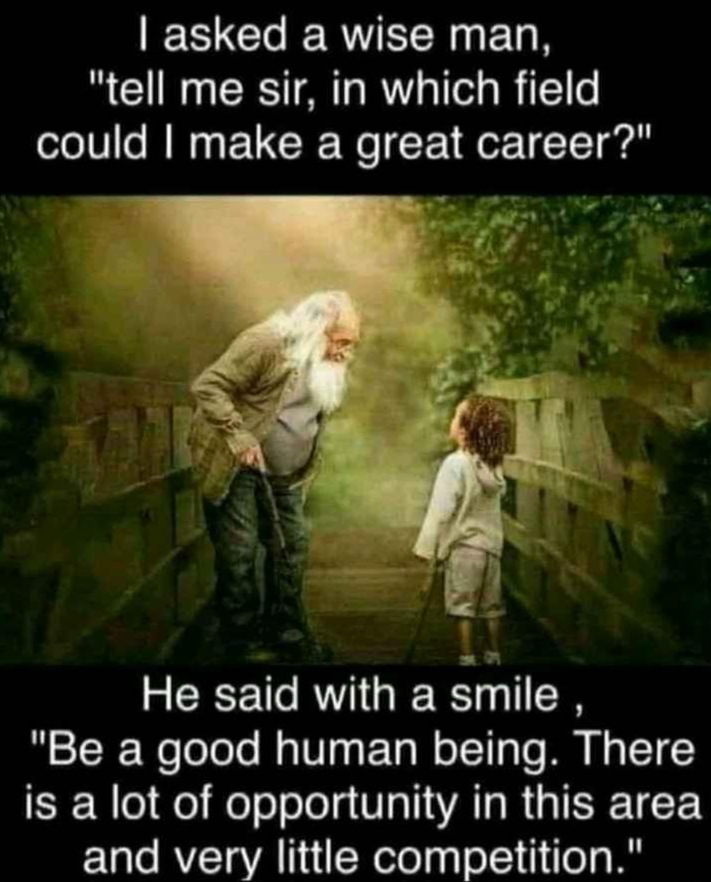 I asked a wise man,
"tell me sir, in which field
could I make a great career?"
He said with a smile ,
"Be a good human being. There
is a lot of opportunity in this area
and very little competition."